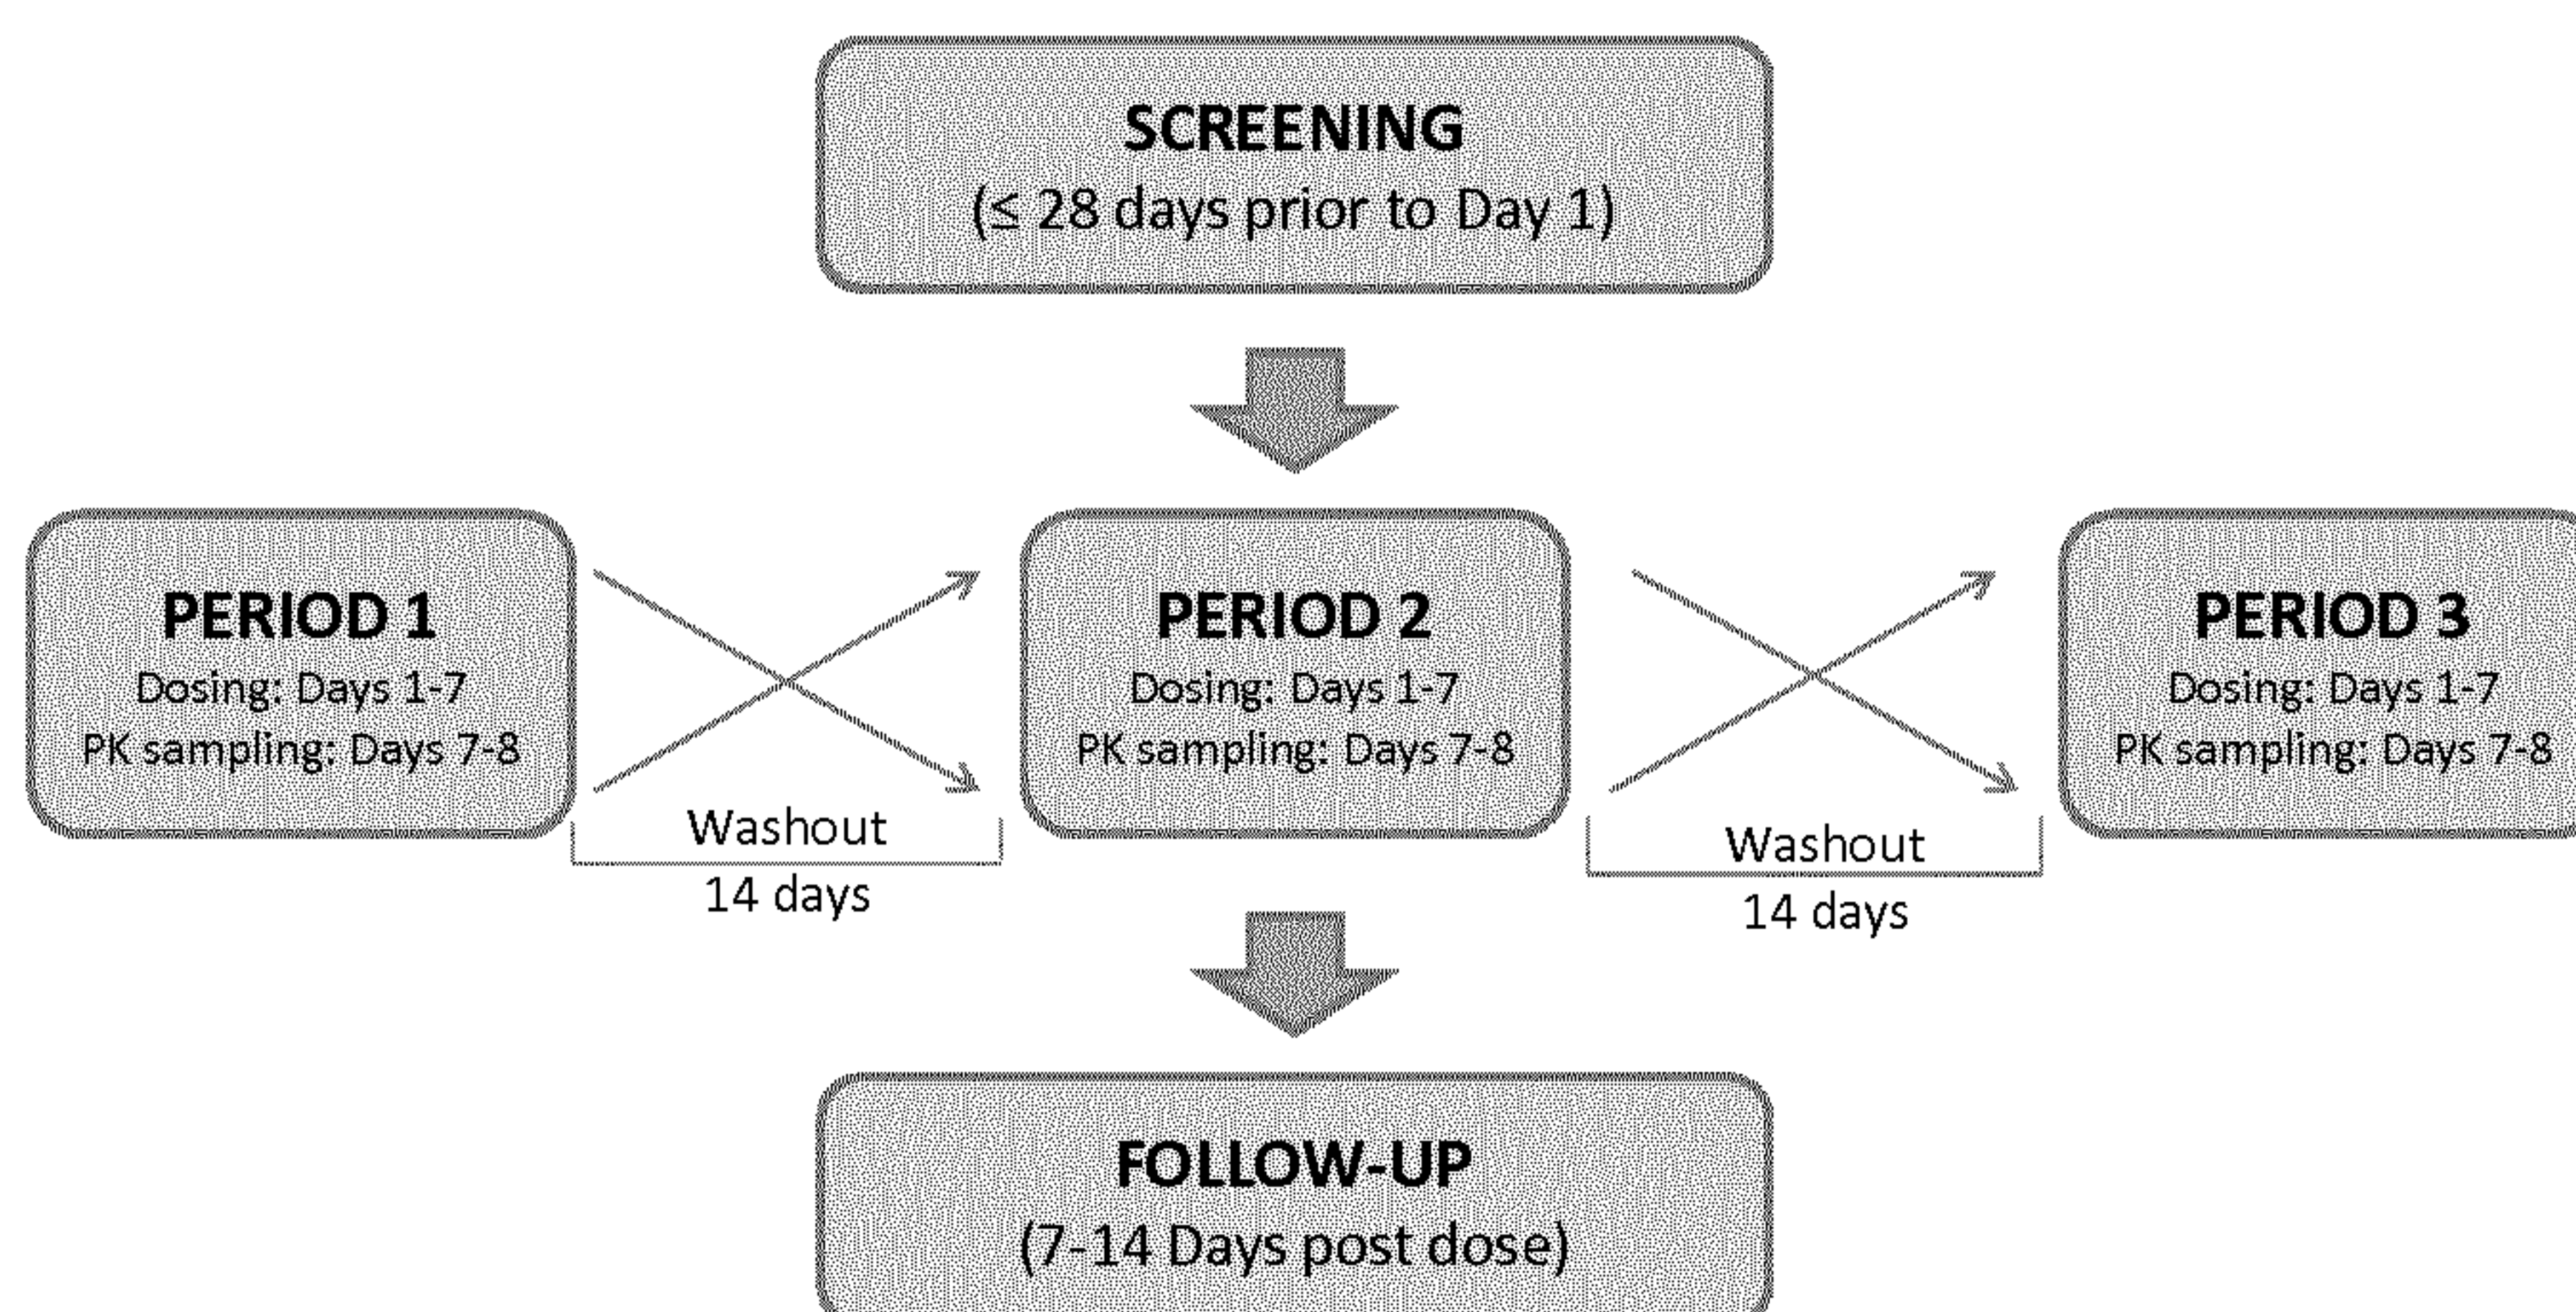 SCREENING
(≤ 28 days prior to Day 1)
PERIOD 1
Dosing: Days 1-7
PK sampling: Days 7-8
Washout
14 days
PERIOD 2
Dosing: Days 1-7
PK sampling: Days 7-8
Washout
14 days
PERIOD 3
Dosing: Days 1-7
PK sampling: Days 7-8
FOLLOW-UP
(7-14 Days post dose)